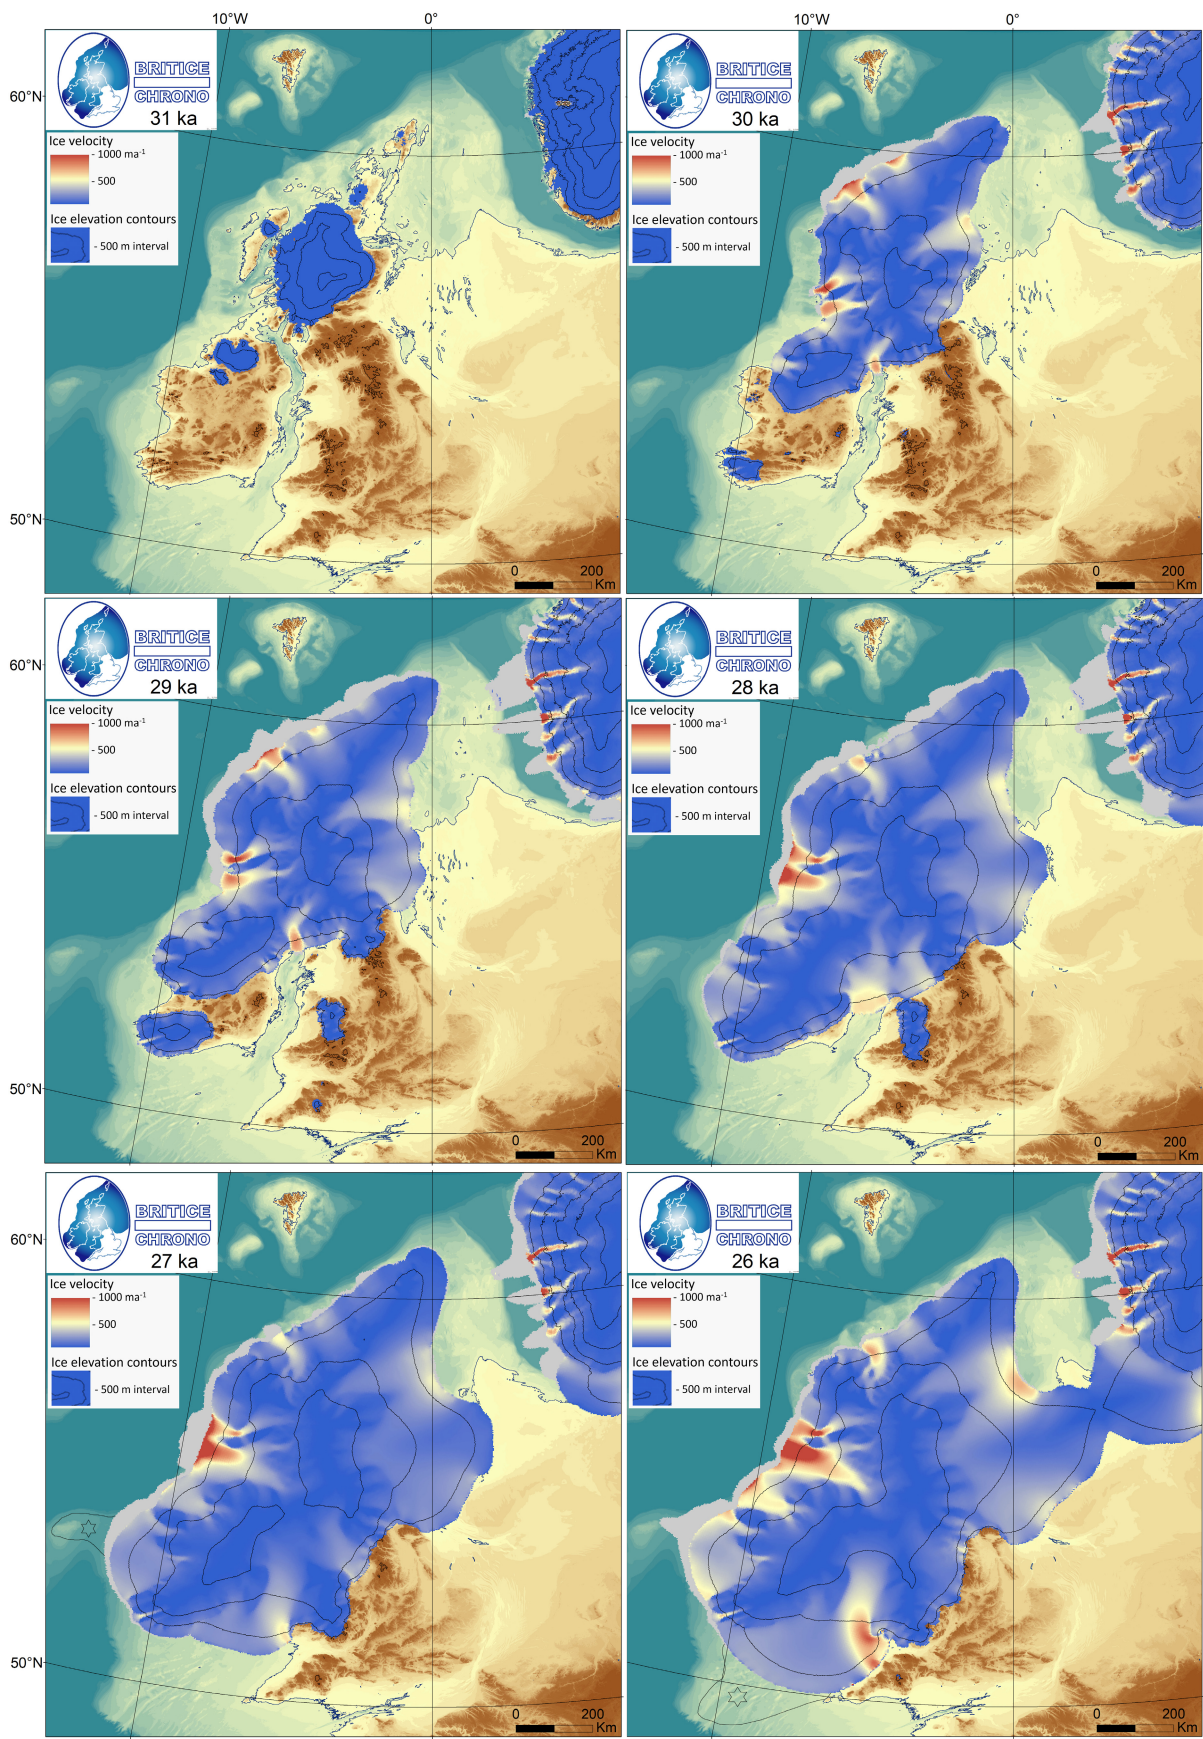 10°W 0° 10°W 0°
60°N
BRITICE
CHRONO
31 ka
Ice velocity
- 1000 ma-1
- 500
Ice elevation contours
- 500 m interval
50°N
0 200
Km
BRITICE
CHRONO
30 ka
Ice velocity
- 1000 ma-1
- 500
Ice elevation contours
- 500 m interval
0 200
Km
60°N
BRITICE
CHRONO
29 ka
Ice velocity
- 1000 ma-1
- 500
Ice elevation contours
- 500 m interval
50°N
0 200
Km
BRITICE
CHRONO
28 ka
Ice velocity
- 1000 ma-1
- 500
Ice elevation contours
- 500 m interval
0 200
Km
60°N
BRITICE
CHRONO
27 ka
Ice velocity
- 1000 ma-1
- 500
Ice elevation contours
- 500 m interval
50°N
0 200
Km
BRITICE
CHRONO
26 ka
Ice velocity
- 1000 ma-1
- 500
Ice elevation contours
- 500 m interval
0 200
Km